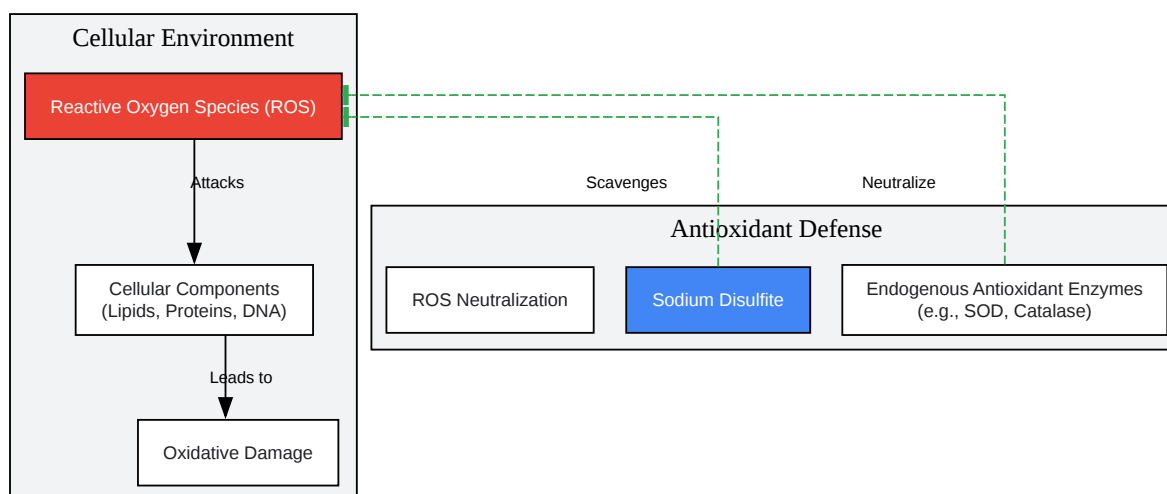 Cellular Environment
Reactive Oxygen Species (ROS)
Attacks
Scavenges
Neutralize
Antioxidant Defense
Cellular Components
(Lipids, Proteins, DNA)
ROS Neutralization
Sodium Disulfite
Endogenous Antioxidant Enzymes
(e.g., SOD, Catalase)
Leads to
Oxidative Damage